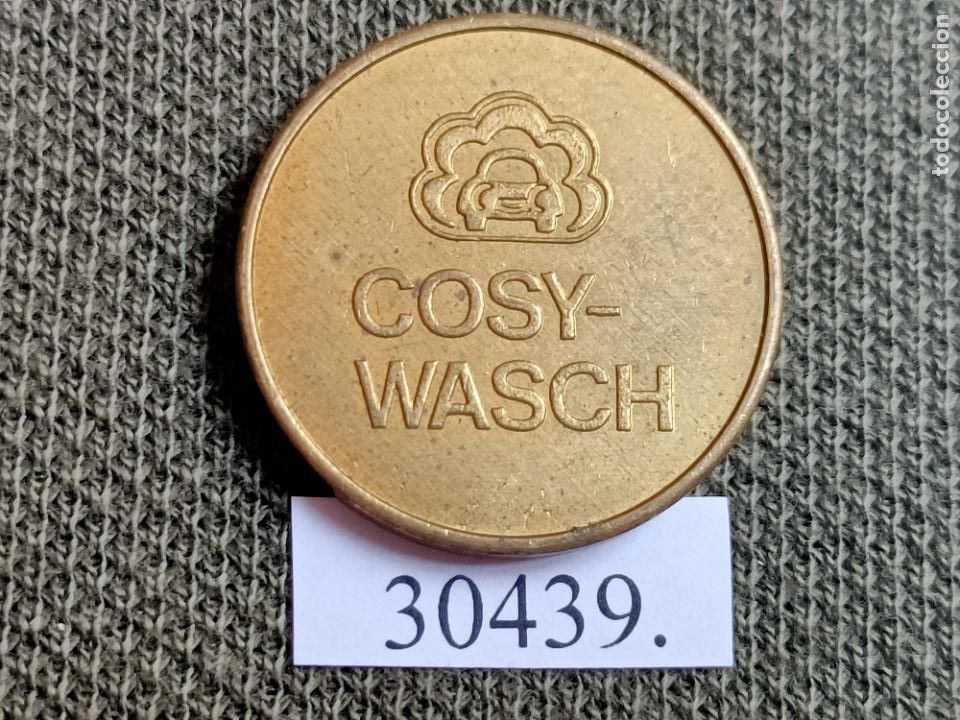 COSY-
WASCH
30439.
todocoleccion